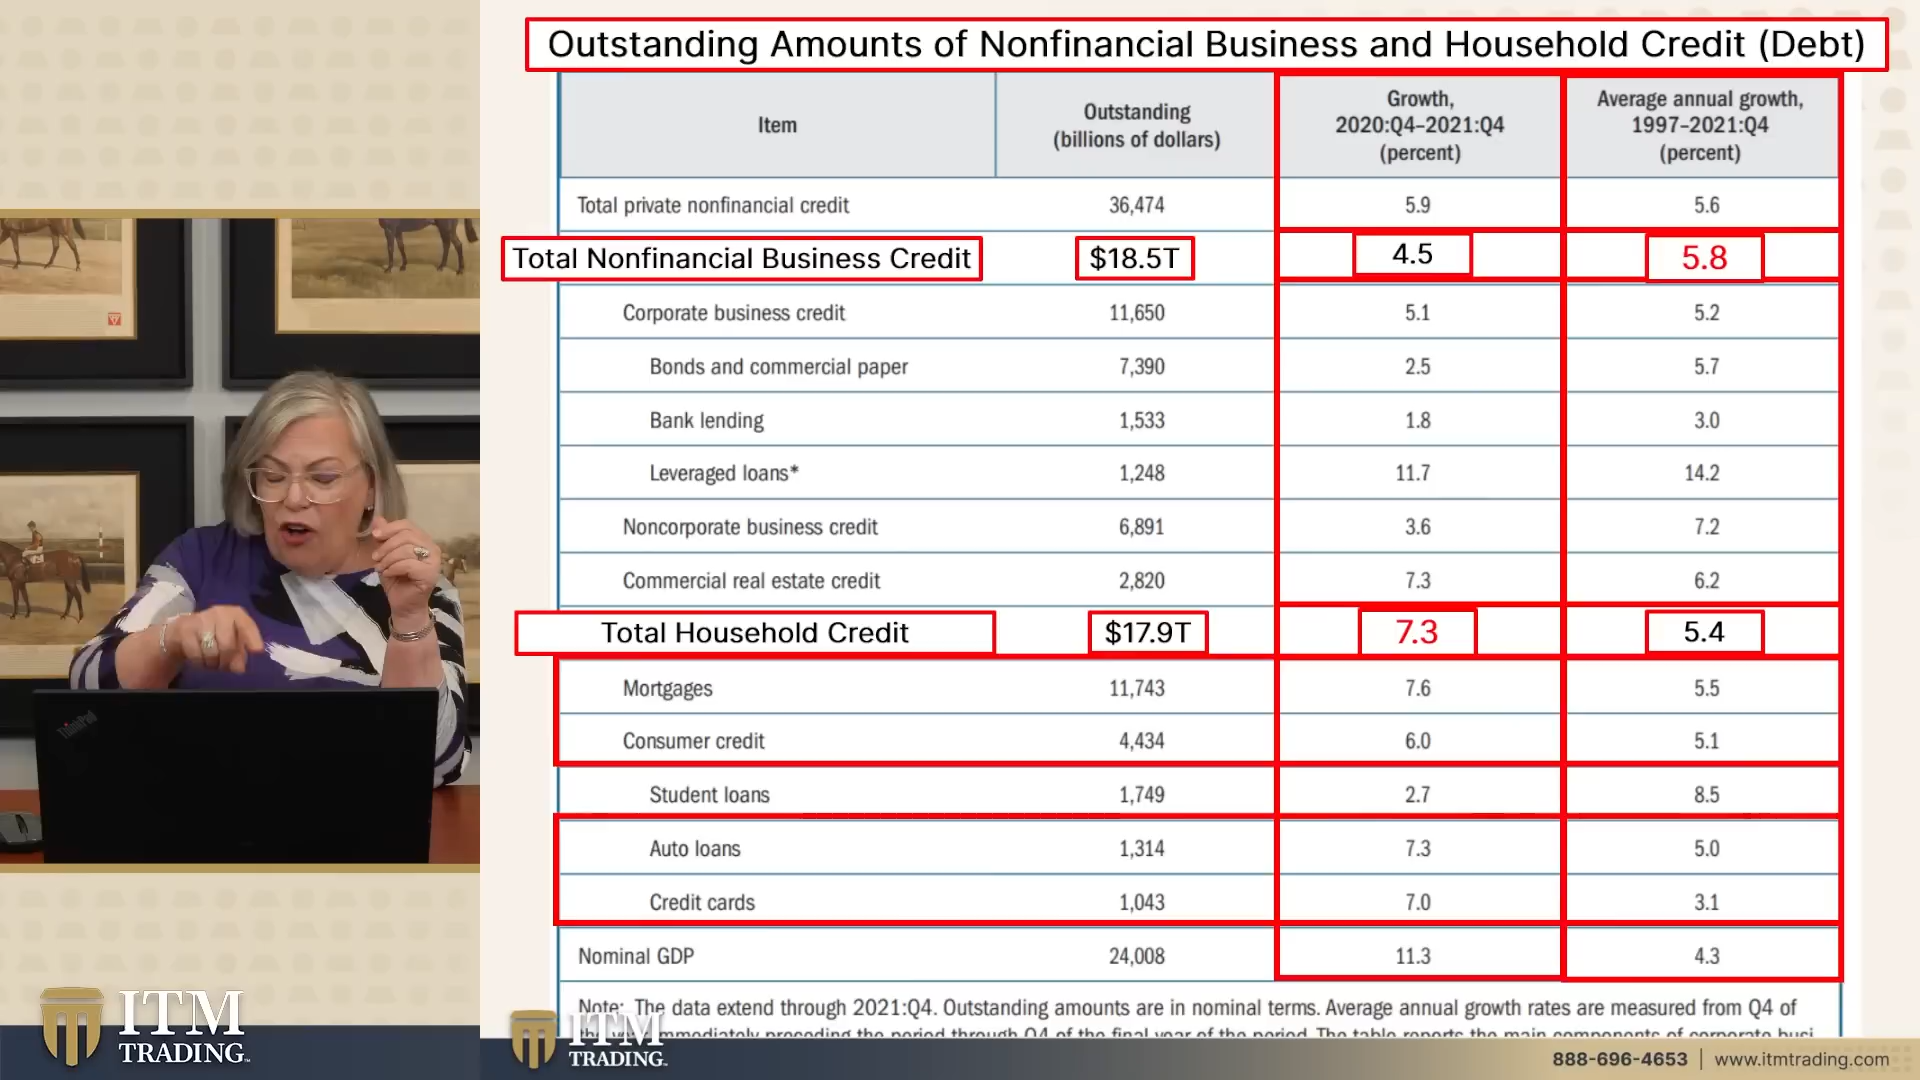 Outstanding Amounts of Nonfinancial Business and Household Credit (Debt)
Item
Outstanding
(billions of dollars)
Growth,
2020:Q4–2021:Q4
(percent)
Average annual growth,
1997–2021:Q4
(percent)
Total private nonfinancial credit 36,474 5.9 5.6
Total Nonfinancial Business Credit $18.5T 4.5 5.8
Corporate business credit 11,650 5.1 5.2
Bonds and commercial paper 7,390 2.5 5.7
Bank lending 1,533 1.8 3.0
Leveraged loans* 1,248 11.7 14.2
Noncorporate business credit 6,891 3.6 7.2
Commercial real estate credit 2,820 7.3 6.2
Total Household Credit $17.9T 7.3 5.4
Mortgages 11,743 7.6 5.5
Consumer credit 4,434 6.0 5.1
Student loans 1,749 2.7 8.5
Auto loans 1,314 7.3 5.0
Credit cards 1,043 7.0 3.1
Nominal GDP 24,008 11.3 4.3
Note: The data extend through 2021:Q4. Outstanding amounts are in nominal terms. Average annual growth rates are measured from Q4 of
immediately preceding the period through Q4 of the final year of the period. The table reports the main components of corporate busi
ThinkPad
ITM
TRADING
ITM
TRADING
888-696-4653 | www.itmtrading.com